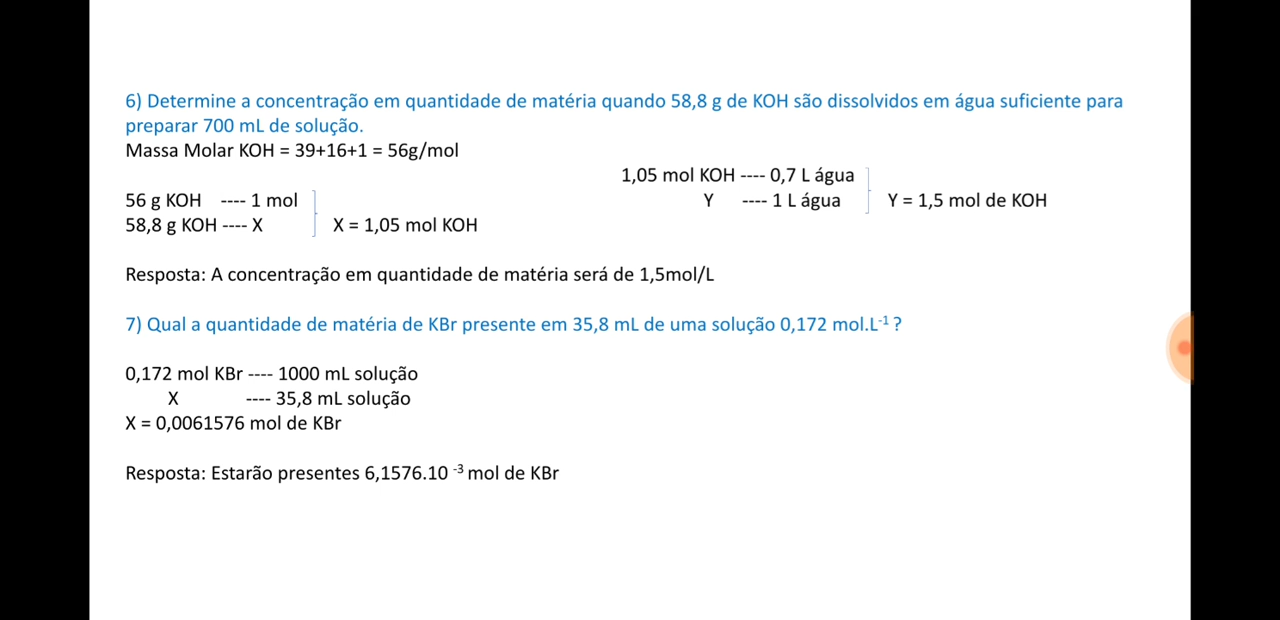 6) Determine a concentração em quantidade de matéria quando 58,8 g de KOH são dissolvidos em água suficiente para
preparar 700 mL de solução.
Massa Molar KOH = 39+16+1 = 56g/mol
1,05 mol KOH ---- 0,7 L água
56 g KOH ---- 1 mol
Y ---- 1 L água
Y = 1,5 mol de KOH
58,8 g KOH ---- X
X = 1,05 mol KOH
Resposta: A concentração em quantidade de matéria será de 1,5mol/L
7) Qual a quantidade de matéria de KBr presente em 35,8 mL de uma solução 0,172 mol.L⁻¹ ?
0,172 mol KBr ---- 1000 mL solução
X ---- 35,8 mL solução
X = 0,0061576 mol de KBr
Resposta: Estarão presentes 6,1576.10 ⁻³ mol de KBr